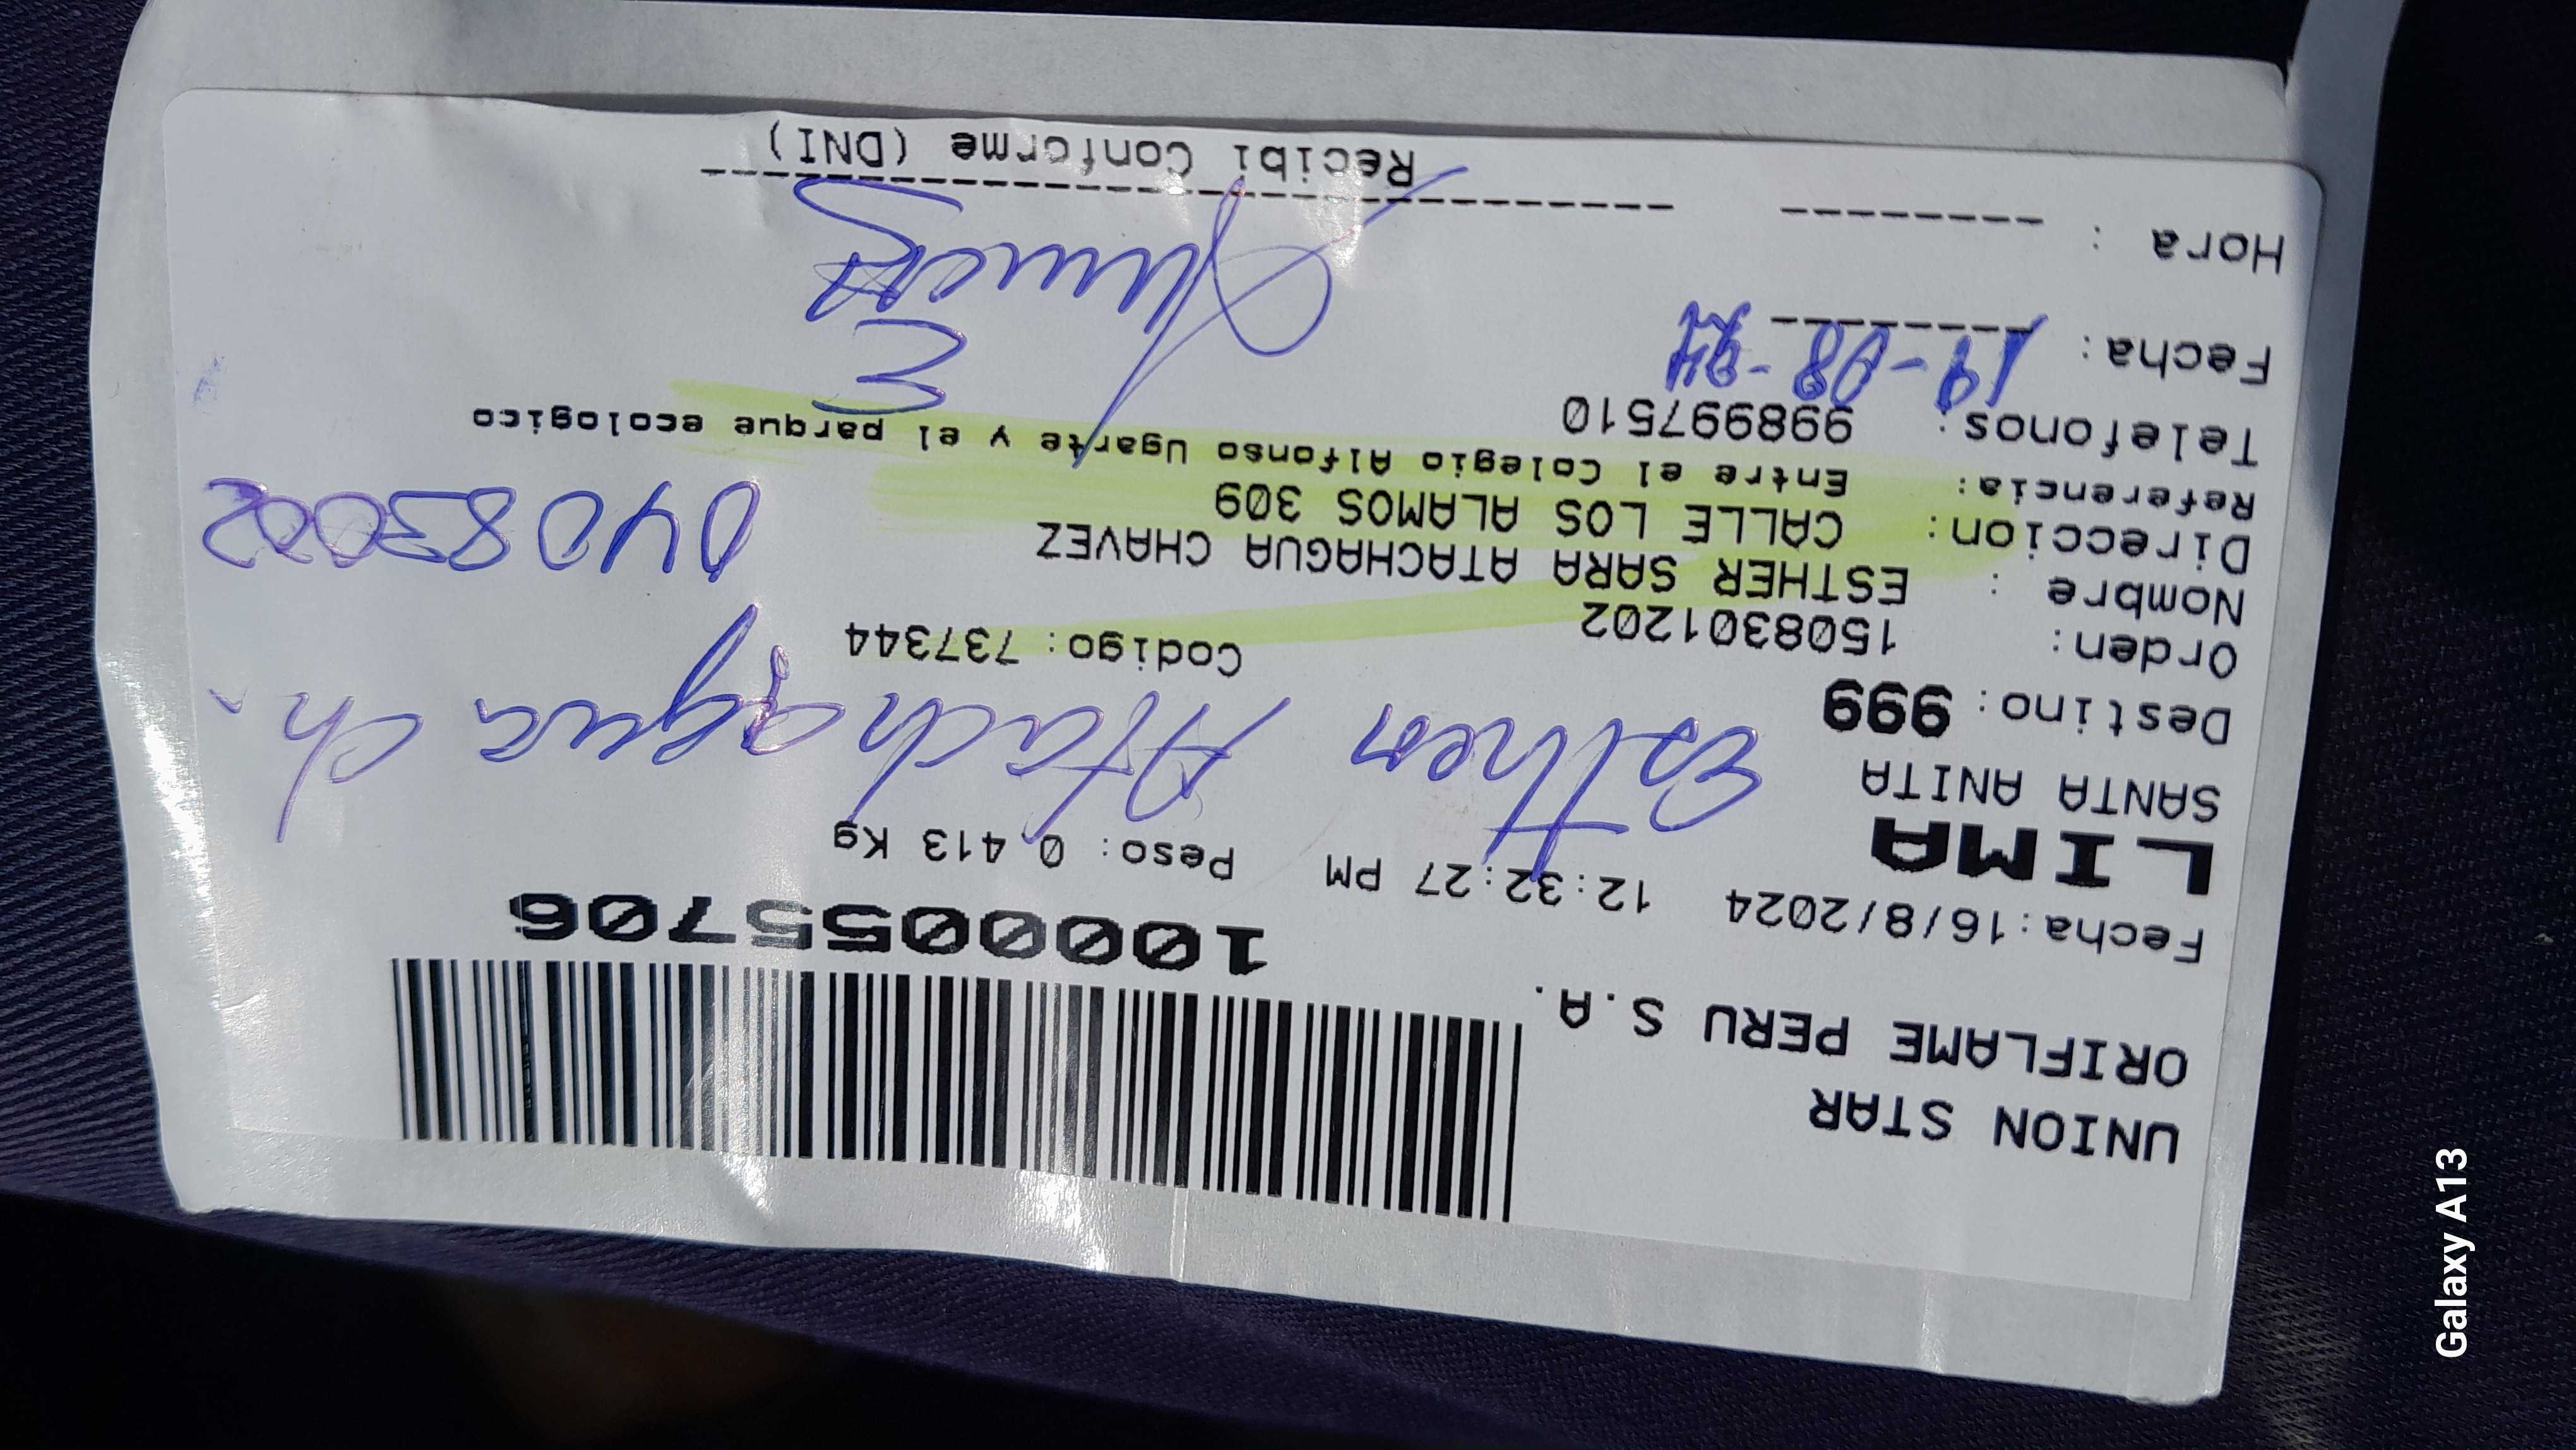 UNION STAR
ORIFLAME PERU S.A.
1000055706
Fecha:16/8/2024 12:32:27 PM Peso: 0.413 Kg
LIMA
SANTA ANITA
Esther Atachagua Ch.
Destino: 999
Orden: 1508301202 Codigo: 737344
Nombre : ESTHER SARA ATACHAGUA CHAVEZ
Direccion: CALLE LOS ALAMOS 309
04083002
Referencia: Entre el Colegio Alfonso Ugarte y el parque ecologico
Telefonos: 998997510
Fecha: 19-08-24
Hora :
Recibi Conforme (DNI)
Galaxy A13